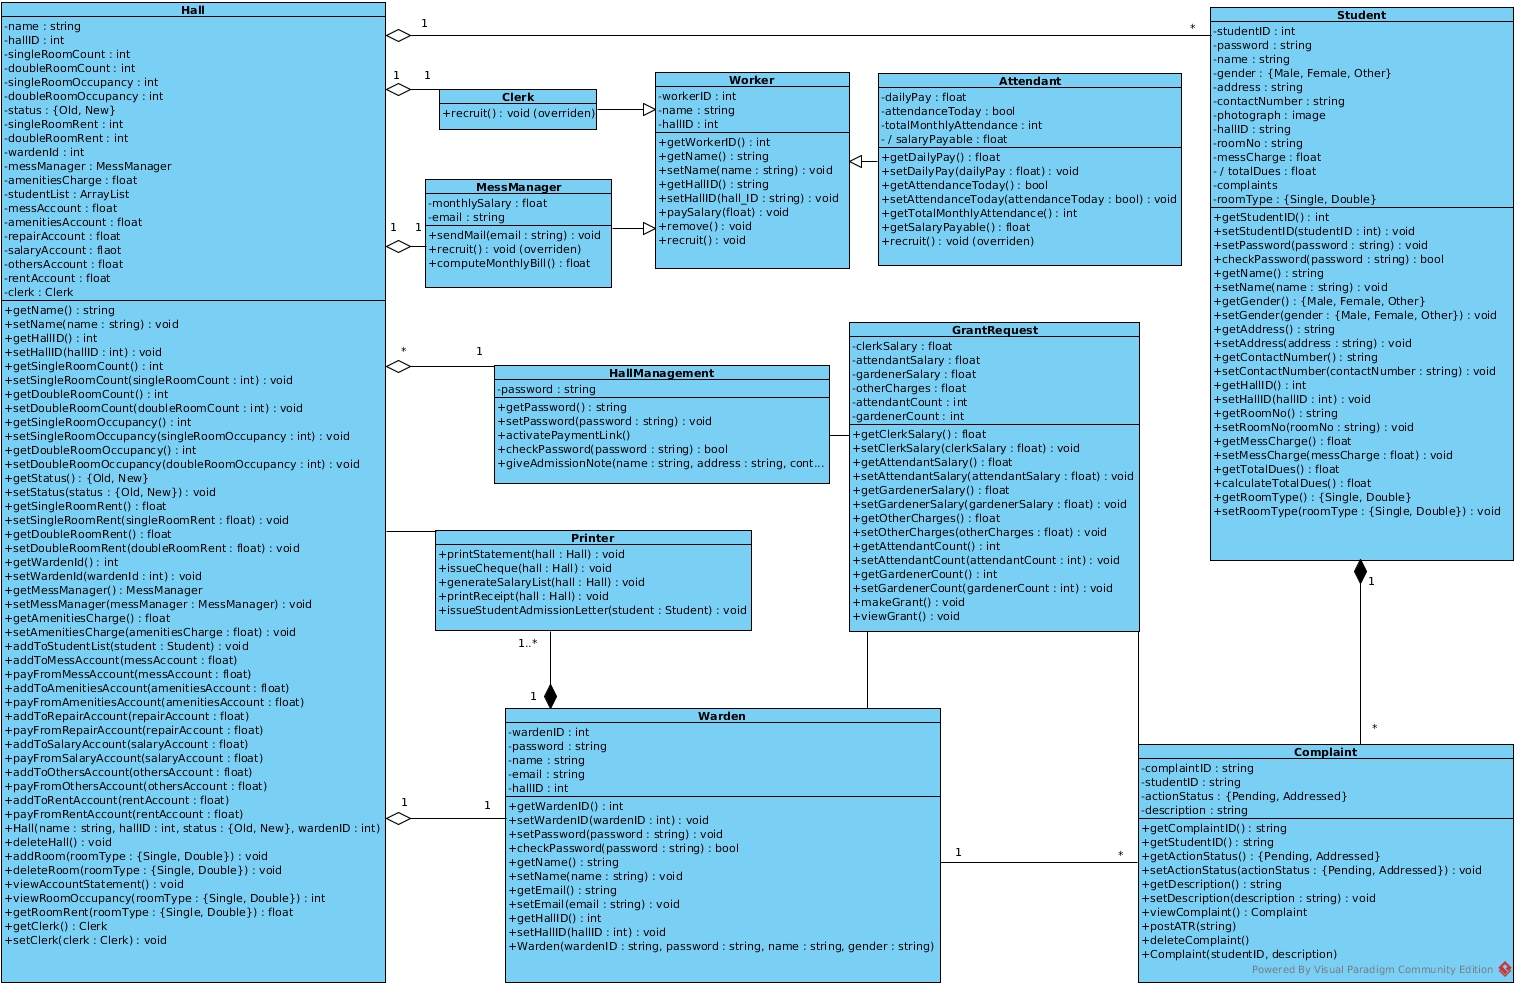 Hall
-name : string
-hallID : int
-singleRoomCount : int
-doubleRoomCount : int
-singleRoomOccupancy : int
-doubleRoomOccupancy : int
-status : {Old, New}
-singleRoomRent : int
-doubleRoomRent : int
-wardenId : int
-messManager : MessManager
-amenitiesCharge : float
-studentList : ArrayList
-messAccount : float
-amenitiesAccount : float
-repairAccount : float
-salaryAccount : flaot
-othersAccount : float
-rentAccount : float
-clerk : Clerk
+getName() : string
+setName(name : string) : void
+getHallID() : int
+setHallID(hallID : int) : void
+getSingleRoomCount() : int
+setSingleRoomCount(singleRoomCount : int) : void
+getDoubleRoomCount() : int
+setDoubleRoomCount(doubleRoomCount : int) : void
+getSingleRoomOccupancy() : int
+setSingleRoomOccupancy(singleRoomOccupancy : int) : void
+getDoubleRoomOccupancy() : int
+setDoubleRoomOccupancy(doubleRoomOccupancy : int) : void
+getStatus() : {Old, New}
+setStatus(status : {Old, New}) : void
+getSingleRoomRent() : float
+setSingleRoomRent(singleRoomRent : float) : void
+getDoubleRoomRent() : float
+setDoubleRoomRent(doubleRoomRent : float) : void
+getWardenId() : int
+setWardenId(wardenId : int) : void
+getMessManager() : MessManager
+setMessManager(messManager : MessManager) : void
+getAmenitiesCharge() : float
+setAmenitiesCharge(amenitiesCharge : float) : void
+addToStudentList(student : Student) : void
+addToMessAccount(messAccount : float)
+payFromMessAccount(messAccount : float)
+addToAmenitiesAccount(amenitiesAccount : float)
+payFromAmenitiesAccount(amenitiesAccount : float)
+addToRepairAccount(repairAccount : float)
+payFromRepairAccount(repairAccount : float)
+addToSalaryAccount(salaryAccount : float)
+payFromSalaryAccount(salaryAccount : float)
+addToOthersAccount(othersAccount : float)
+payFromOthersAccount(othersAccount : float)
+addToRentAccount(rentAccount : float)
+payFromRentAccount(rentAccount : float)
+Hall(name : string, hallID : int, status : {Old, New}, wardenID : int)
+deleteHall() : void
+addRoom(roomType : {Single, Double}) : void
+deleteRoom(roomType : {Single, Double}) : void
+viewAccountStatement() : void
+viewRoomOccupancy(roomType : {Single, Double}) : int
+getRoomRent(roomType : {Single, Double}) : float
+getClerk() : Clerk
+setClerk(clerk : Clerk) : void
1
*
1
1
Clerk
+recruit() : void (overriden)
MessManager
-monthlySalary : float
-email : string
+sendMail(email : string) : void
+recruit() : void (overriden)
+computeMonthlyBill() : float
1
1
Worker
-workerID : int
-name : string
-hallID : int
+getWorkerID() : int
+getName() : string
+setName(name : string) : void
+getHallID() : string
+setHallID(hall_ID : string) : void
+paySalary(float) : void
+remove() : void
+recruit() : void
Attendant
-dailyPay : float
-attendanceToday : bool
-totalMonthlyAttendance : int
- / salaryPayable : float
+getDailyPay() : float
+setDailyPay(dailyPay : float) : void
+getAttendanceToday() : bool
+setAttendanceToday(attendanceToday : bool) : void
+getTotalMonthlyAttendance() : int
+getSalaryPayable() : float
+recruit() : void (overriden)
Student
-studentID : int
-password : string
-name : string
-gender : {Male, Female, Other}
-address : string
-contactNumber : string
-photograph : image
-hallID : string
-roomNo : string
-messCharge : float
- / totalDues : float
-complaints
-roomType : {Single, Double}
+getStudentID() : int
+setStudentID(studentID : int) : void
+setPassword(password : string) : void
+checkPassword(password : string) : bool
+getName() : string
+setName(name : string) : void
+getGender() : {Male, Female, Other}
+setGender(gender : {Male, Female, Other}) : void
+getAddress() : string
+setAddress(address : string) : void
+getContactNumber() : string
+setContactNumber(contactNumber : string) : void
+getHallID() : int
+setHallID(hallID : int) : void
+getRoomNo() : string
+setRoomNo(roomNo : string) : void
+getMessCharge() : float
+setMessCharge(messCharge : float) : void
+getTotalDues() : float
+calculateTotalDues() : float
+getRoomType() : {Single, Double}
+setRoomType(roomType : {Single, Double}) : void
*
1
HallManagement
-password : string
+getPassword() : string
+setPassword(password : string) : void
+activatePaymentLink()
+checkPassword(password : string) : bool
+giveAdmissionNote(name : string, address : string, cont...
GrantRequest
-clerkSalary : float
-attendantSalary : float
-gardenerSalary : float
-otherCharges : float
-attendantCount : int
-gardenerCount : int
+getClerkSalary() : float
+setClerkSalary(clerkSalary : float) : void
+getAttendantSalary() : float
+setAttendantSalary(attendantSalary : float) : void
+getGardenerSalary() : float
+setGardenerSalary(gardenerSalary : float) : void
+getOtherCharges() : float
+setOtherCharges(otherCharges : float) : void
+getAttendantCount() : int
+setAttendantCount(attendantCount : int) : void
+getGardenerCount() : int
+setGardenerCount(gardenerCount : int) : void
+makeGrant() : void
+viewGrant() : void
Printer
+printStatement(hall : Hall) : void
+issueCheque(hall : Hall) : void
+generateSalaryList(hall : Hall) : void
+printReceipt(hall : Hall) : void
+issueStudentAdmissionLetter(student : Student) : void
1..*
1
Warden
-wardenID : int
-password : string
-name : string
-email : string
-hallID : int
+getWardenID() : int
+setWardenID(wardenID : int) : void
+setPassword(password : string) : void
+checkPassword(password : string) : bool
+getName() : string
+setName(name : string) : void
+getEmail() : string
+setEmail(email : string) : void
+getHallID() : int
+setHallID(hallID : int) : void
+Warden(wardenID : string, password : string, name : string, gender : string)
1
1
1
*
1
*
Complaint
-complaintID : string
-studentID : string
-actionStatus : {Pending, Addressed}
-description : string
+getComplaintID() : string
+getStudentID() : string
+getActionStatus() : {Pending, Addressed}
+setActionStatus(actionStatus : {Pending, Addressed}) : void
+getDescription() : string
+setDescription(description : string) : void
+viewComplaint() : Complaint
+postATR(string)
+deleteComplaint()
+Complaint(studentID, description)
Powered By Visual Paradigm Community Edition